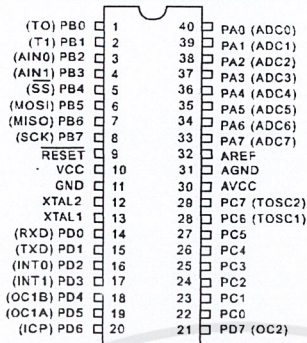 (TO) PB0 1 40 PA0 (ADC0)
(T1) PB1 2 39 PA1 (ADC1)
(AIN0) PB2 3 38 PA2 (ADC2)
(AIN1) PB3 4 37 PA3 (ADC3)
(SS) PB4 5 36 PA4 (ADC4)
(MOSI) PB5 6 35 PA5 (ADC5)
(MISO) PB6 7 34 PA6 (ADC6)
(SCK) PB7 8 33 PA7 (ADC7)
RESET 9 32 AREF
VCC 10 31 AGND
GND 11 30 AVCC
XTAL2 12 29 PC7 (TOSC2)
XTAL1 13 28 PC6 (TOSC1)
(RXD) PD0 14 27 PC5
(TXD) PD1 15 26 PC4
(INT0) PD2 16 25 PC3
(INT1) PD3 17 24 PC2
(OC1B) PD4 18 23 PC1
(OC1A) PD5 19 22 PC0
(ICP) PD6 20 21 PD7 (OC2)